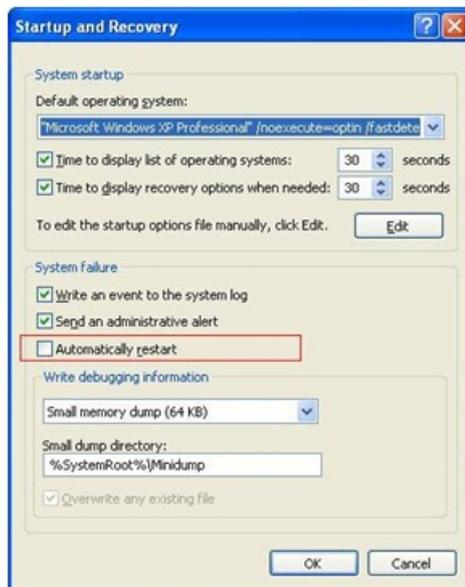 Startup and Recovery
System startup
Default operating system:
"Microsoft Windows XP Professional" /noexecute=optin /fastdete
Time to display list of operating systems: 30 seconds
Time to display recovery options when needed: 30 seconds
To edit the startup options file manually, click Edit. Edit
System failure
Write an event to the system log
Send an administrative alert
Automatically restart
Write debugging information
Small memory dump (64 KB)
Small dump directory:
%SystemRoot%\Minidump
Overwrite any existing file
OK Cancel